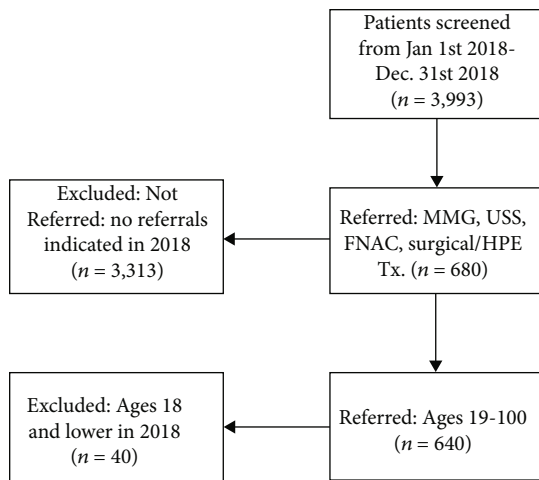 Patients screened
from Jan 1st 2018-
Dec. 31st 2018
(n = 3,993)
Excluded: Not
Referred: no referrals
indicated in 2018
(n = 3,313)
Referred: MMG, USS,
FNAC, surgical/HPE
Tx. (n = 680)
Excluded: Ages 18
and lower in 2018
(n = 40)
Referred: Ages 19-100
(n = 640)